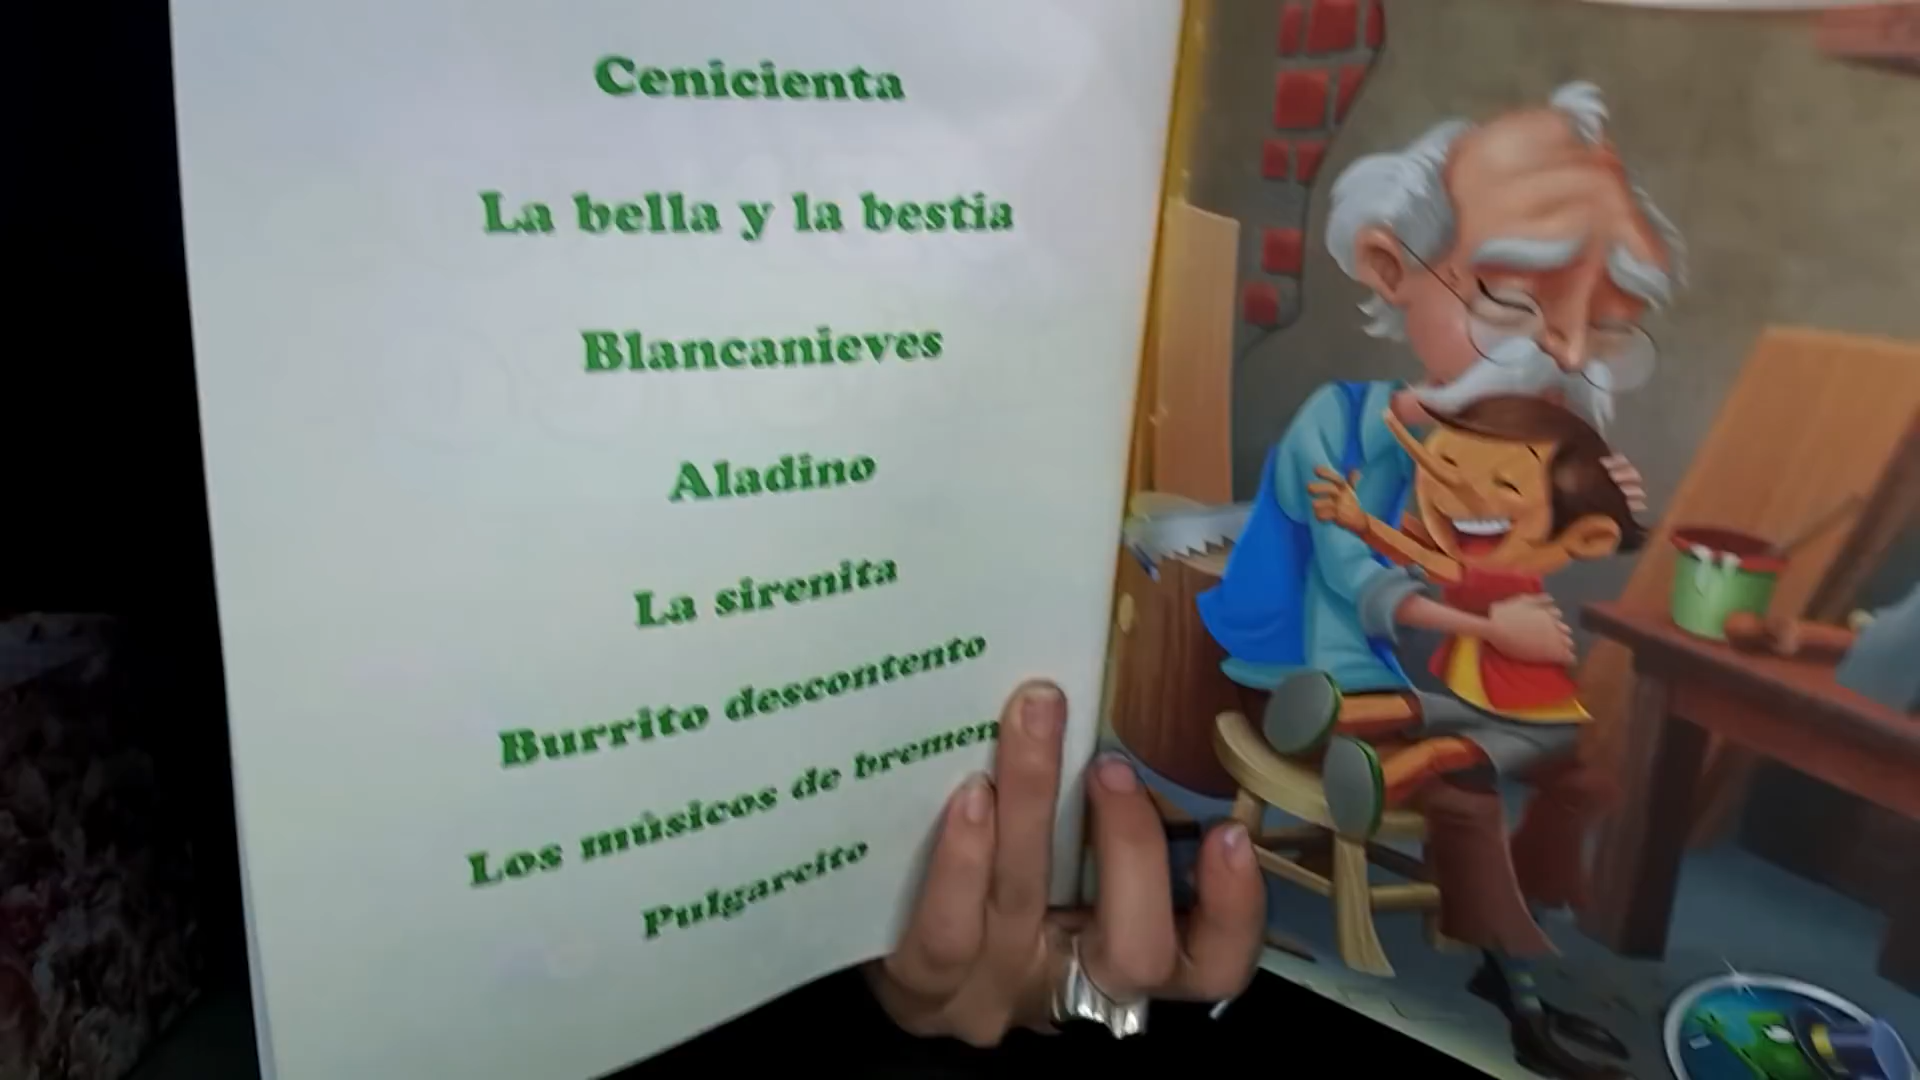 Cenicienta
La bella y la bestia
Blancanieves
Aladino
La sirenita
Burrito descontento
Los músicos de bremen
Pulgarcito